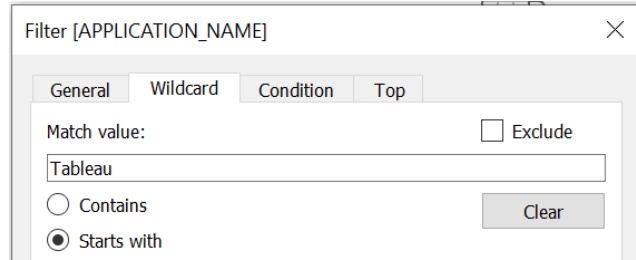 Filter [APPLICATION_NAME]
General Wildcard Condition Top
Match value: Exclude
Tableau
Contains
Clear
Starts with